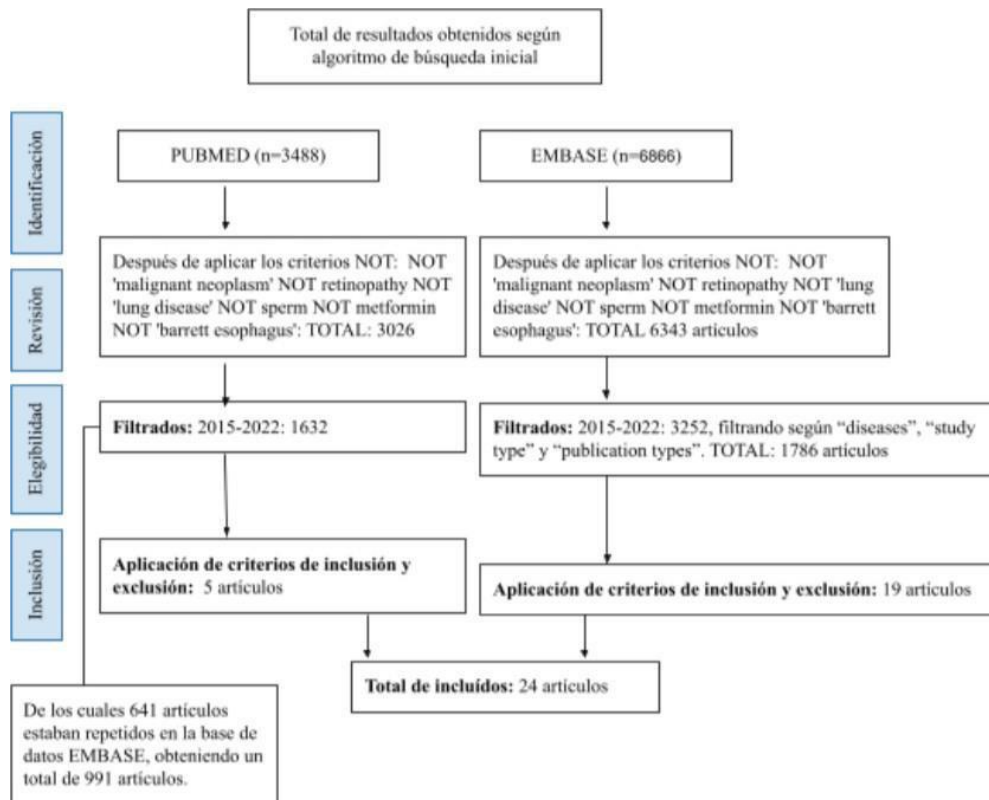 Total de resultados obtenidos según
algoritmo de búsqueda inicial
Identificación
PUBMED (n=3488)
EMBASE (n=6866)
Revisión
Después de aplicar los criterios NOT: NOT
'malignant neoplasm' NOT retinopathy NOT
'lung disease' NOT sperm NOT metformin
NOT 'barrett esophagus': TOTAL: 3026
Después de aplicar los criterios NOT: NOT
'malignant neoplasm' NOT retinopathy NOT 'lung
disease' NOT sperm NOT metformin NOT 'barrett
esophagus': TOTAL 6343 articulos
Elegibilidad
Filtrados: 2015-2022: 1632
Filtrados: 2015-2022: 3252, filtrando según “diseases”, “study
type” y “publication types”. TOTAL: 1786 artículos
Inclusión
Aplicación de criterios de inclusión y
exclusión: 5 artículos
Aplicación de criterios de inclusión y exclusión: 19 artículos
Total de incluídos: 24 artículos
De los cuales 641 artículos
estaban repetidos en la base de
datos EMBASE, obteniendo un
total de 991 artículos.